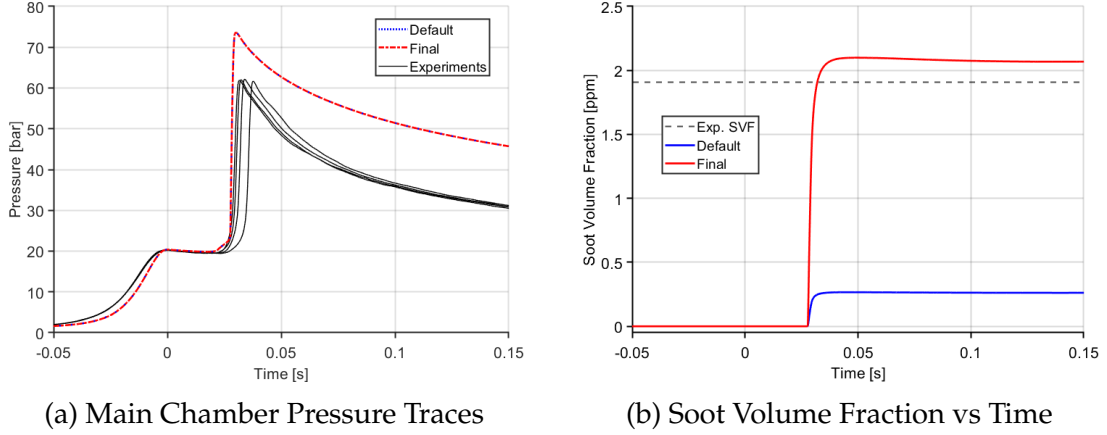 80
70
60
50
40
30
20
10
0
Pressure [bar]
Default
Final
Experiments
-0.05 0 0.05 0.1 0.15
Time [s]
(a) Main Chamber Pressure Traces
2.5
2
1.5
1
0.5
0
Soot Volume Fraction [ppm]
Exp. SVF
Default
Final
-0.05 0 0.05 0.1 0.15
Time [s]
(b) Soot Volume Fraction vs Time